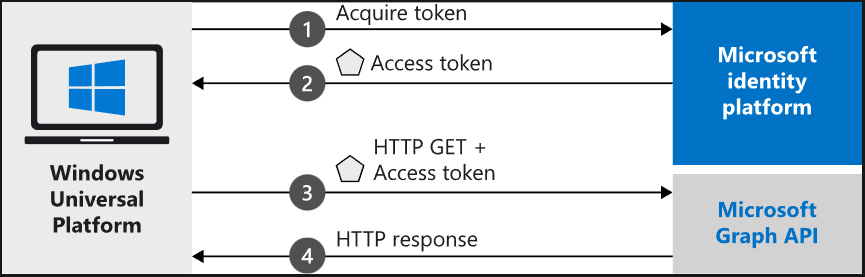 1
Acquire token
2
Access token
3
HTTP GET +
Access token
4
HTTP response
Windows
Universal
Platform
Microsoft
identity
platform
Microsoft
Graph API